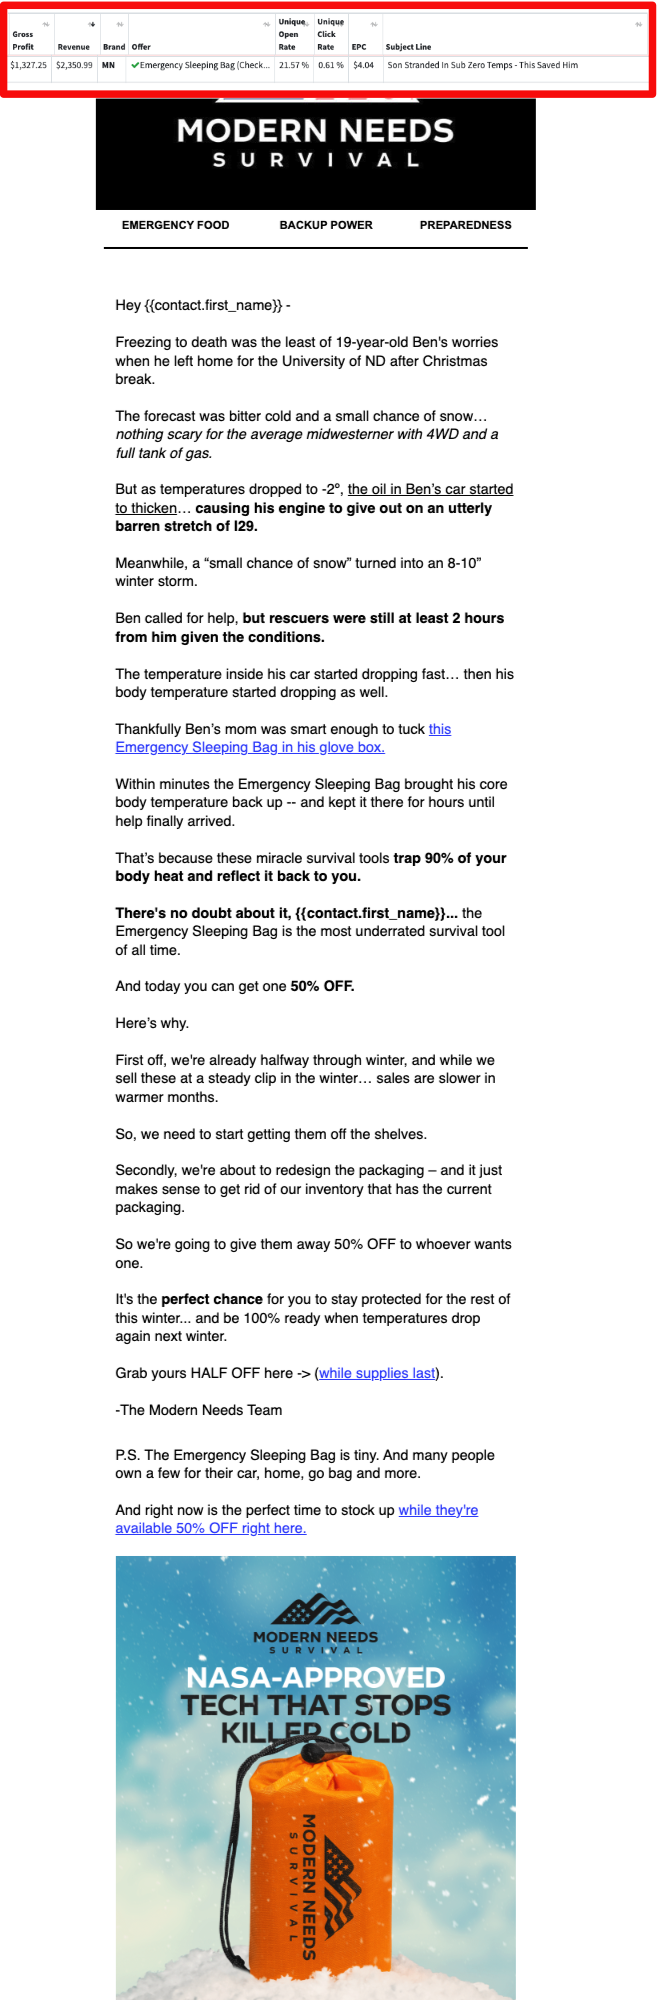 Gross Profit Revenue Brand Offer Unique Open Rate Unique Click Rate EPC Subject Line
$1,327.25 $2,350.99 MN ✔Emergency Sleeping Bag (Check... 21.57 % 0.61 % $4.04 Son Stranded In Sub Zero Temps - This Saved Him
MODERN NEEDS
SURVIVAL
EMERGENCY FOOD BACKUP POWER PREPAREDNESS
Hey {{contact.first_name}} -
Freezing to death was the least of 19-year-old Ben's worries
when he left home for the University of ND after Christmas
break.
The forecast was bitter cold and a small chance of snow…
nothing scary for the average midwesterner with 4WD and a
full tank of gas.
But as temperatures dropped to -2º, the oil in Ben’s car started
to thicken… causing his engine to give out on an utterly
barren stretch of I29.
Meanwhile, a “small chance of snow” turned into an 8-10”
winter storm.
Ben called for help, but rescuers were still at least 2 hours
from him given the conditions.
The temperature inside his car started dropping fast… then his
body temperature started dropping as well.
Thankfully Ben’s mom was smart enough to tuck this
Emergency Sleeping Bag in his glove box.
Within minutes the Emergency Sleeping Bag brought his core
body temperature back up -- and kept it there for hours until
help finally arrived.
That’s because these miracle survival tools trap 90% of your
body heat and reflect it back to you.
There's no doubt about it, {{contact.first_name}}... the
Emergency Sleeping Bag is the most underrated survival tool
of all time.
And today you can get one 50% OFF.
Here’s why.
First off, we're already halfway through winter, and while we
sell these at a steady clip in the winter… sales are slower in
warmer months.
So, we need to start getting them off the shelves.
Secondly, we're about to redesign the packaging – and it just
makes sense to get rid of our inventory that has the current
packaging.
So we're going to give them away 50% OFF to whoever wants
one.
It's the perfect chance for you to stay protected for the rest of
this winter... and be 100% ready when temperatures drop
again next winter.
Grab yours HALF OFF here -> (while supplies last).
-The Modern Needs Team
P.S. The Emergency Sleeping Bag is tiny. And many people
own a few for their car, home, go bag and more.
And right now is the perfect time to stock up while they're
available 50% OFF right here.
MODERN NEEDS
SURVIVAL
NASA-APPROVED
TECH THAT STOPS
KILLER COLD
MODERN NEEDS
SURVIVAL